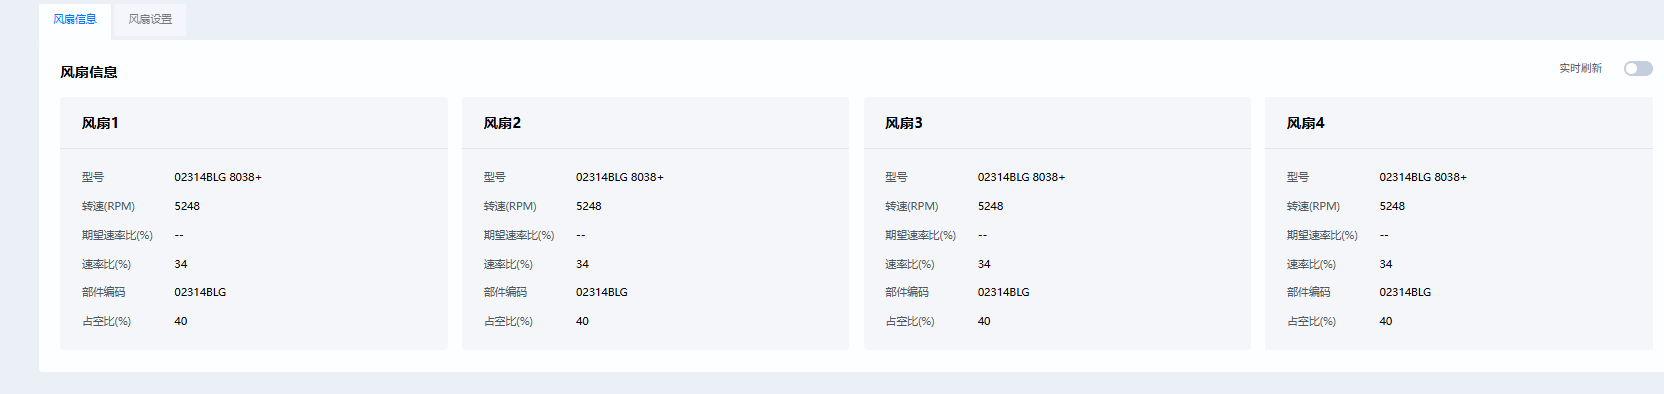 风扇信息 风扇设置
风扇信息 实时刷新
风扇1
型号 02314BLG 8038+
转速(RPM) 5248
期望速率比(%) --
速率比(%) 34
部件编码 02314BLG
占空比(%) 40
风扇2
型号 02314BLG 8038+
转速(RPM) 5248
期望速率比(%) --
速率比(%) 34
部件编码 02314BLG
占空比(%) 40
风扇3
型号 02314BLG 8038+
转速(RPM) 5248
期望速率比(%) --
速率比(%) 34
部件编码 02314BLG
占空比(%) 40
风扇4
型号 02314BLG 8038+
转速(RPM) 5248
期望速率比(%) --
速率比(%) 34
部件编码 02314BLG
占空比(%) 40